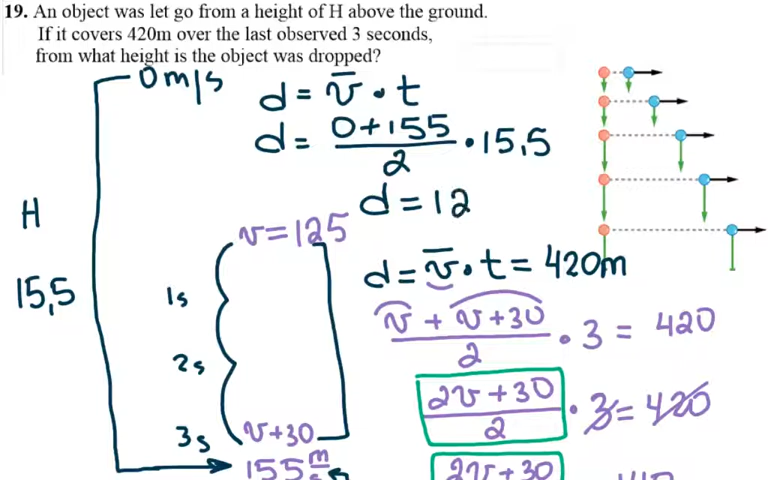 19. An object was let go from a height of H above the ground.
If it covers 420m over the last observed 3 seconds,
from what height is the object was dropped?
0m/s
d = v̅ · t
d = (0+155)/2 · 15,5
d = 12
H
v=125
d = v̅ · t = 420m
15,5
1s
(v + v+30)/2 · 3 = 420
2s
(2v+30)/2 · 3 = 420
3s
v+30
155 m
2v+30